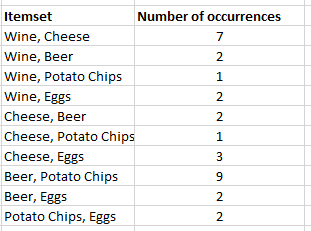 Itemset Number of occurrences
Wine, Cheese 7
Wine, Beer 2
Wine, Potato Chips 1
Wine, Eggs 2
Cheese, Beer 2
Cheese, Potato Chips 1
Cheese, Eggs 3
Beer, Potato Chips 9
Beer, Eggs 2
Potato Chips, Eggs 2